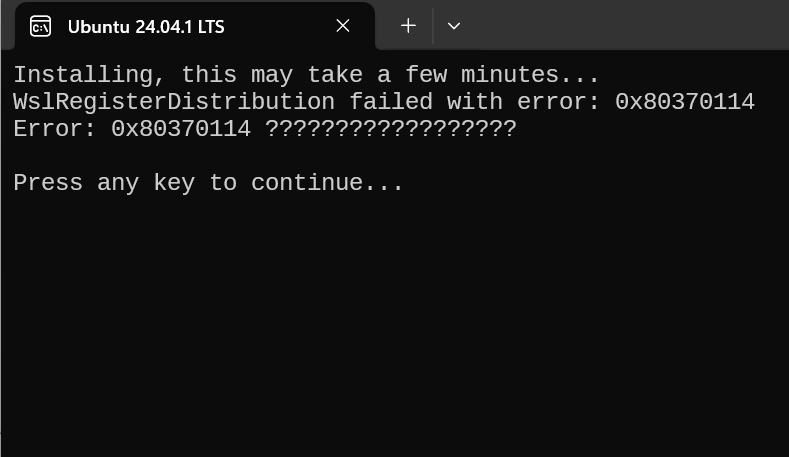 Ubuntu 24.04.1 LTS
Installing, this may take a few minutes...
WslRegisterDistribution failed with error: 0x80370114
Error: 0x80370114 ??????????????????
Press any key to continue...